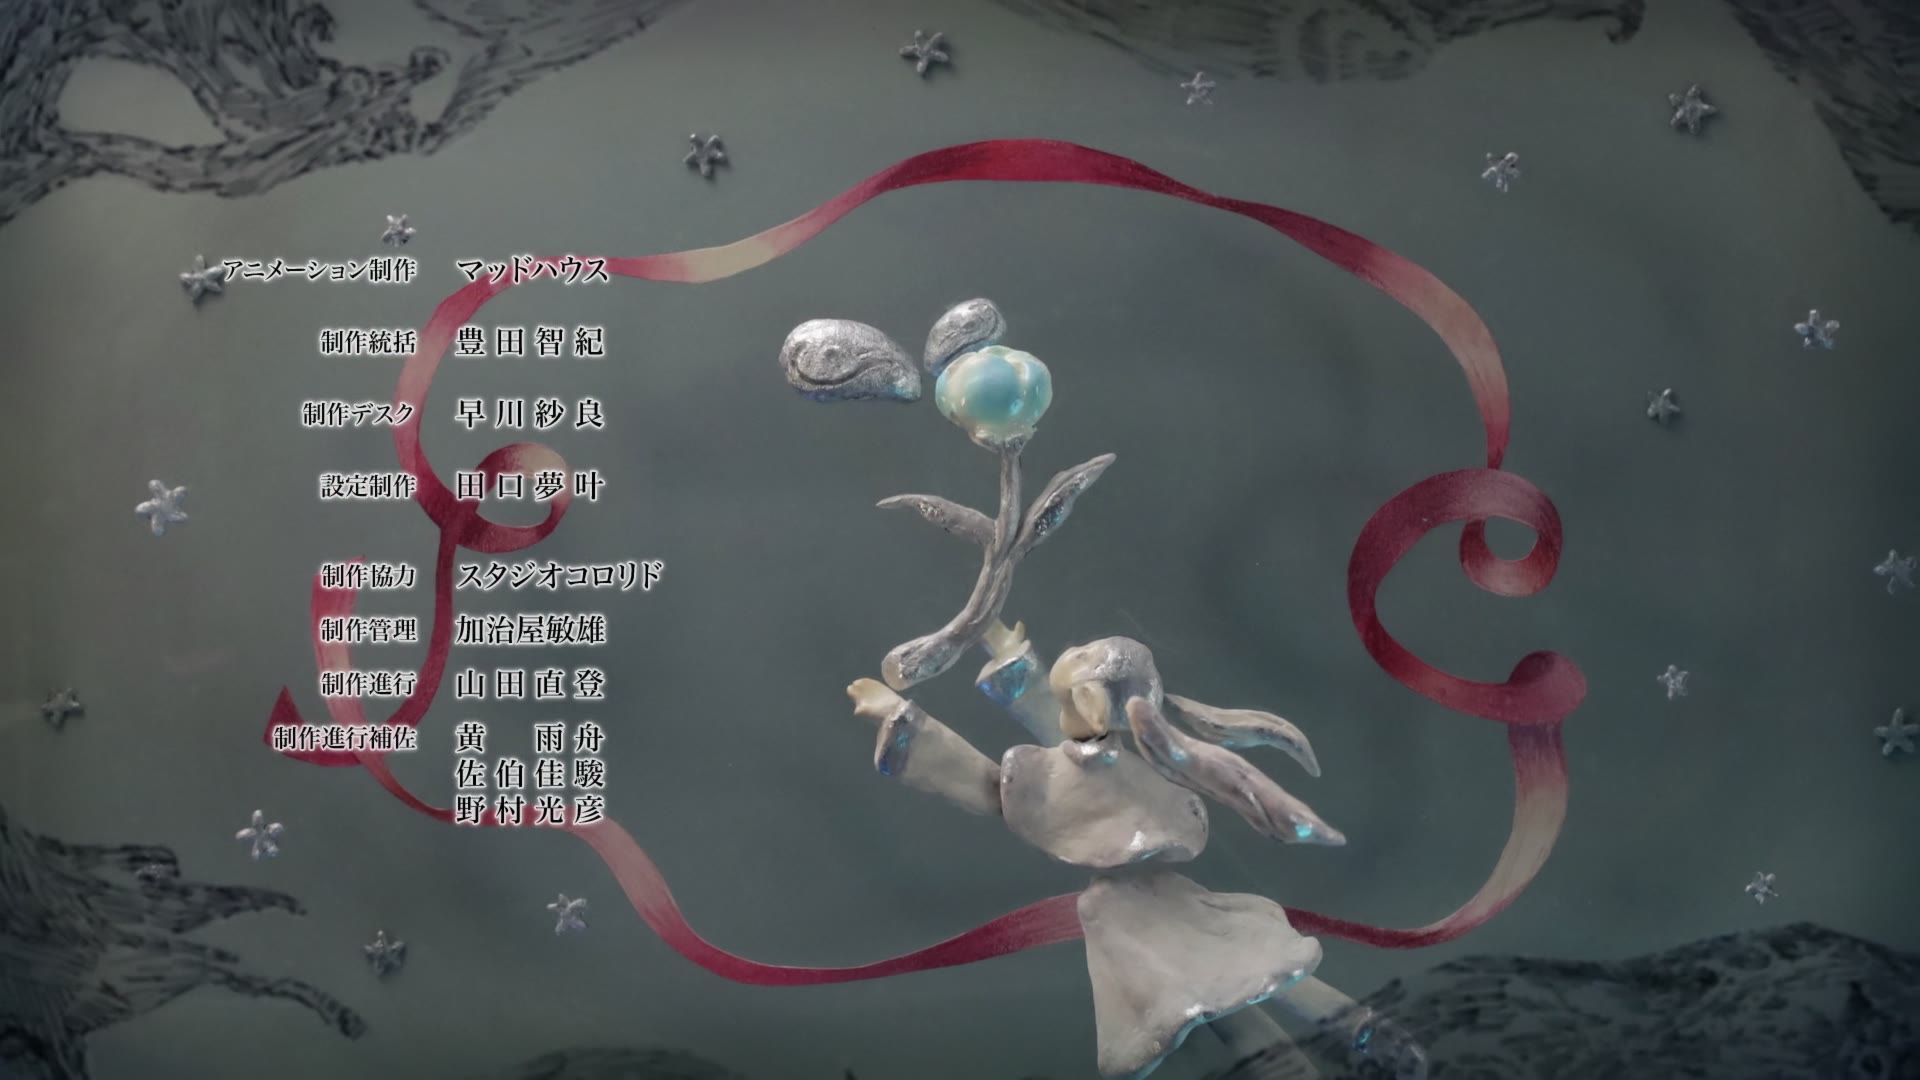 アニメーション制作 マッドハウス
制作統括 豊田智紀
制作デスク 早川紗良
設定制作 田口夢叶
制作協力 スタジオコロリド
制作管理 加治屋敏雄
制作進行 山田直登
制作進行補佐 黄 雨舟
佐伯佳駿
野村光彦